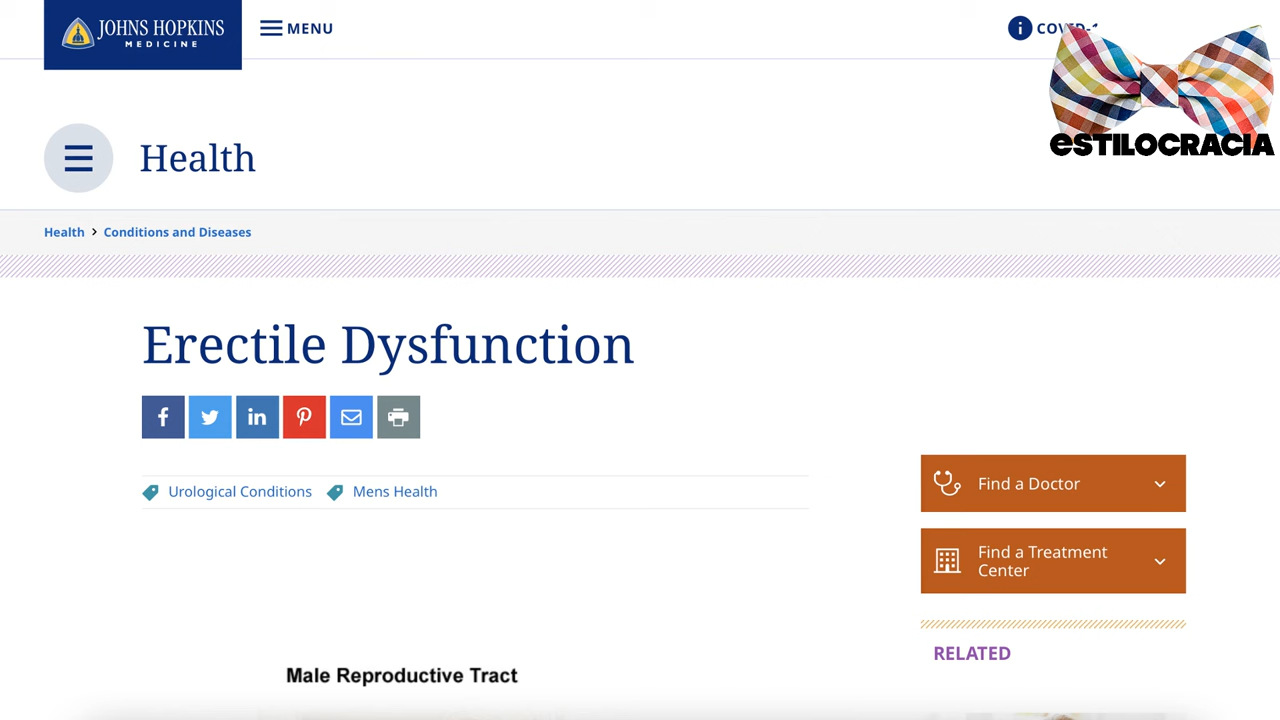 JOHNS HOPKINS
MEDICINE
MENU
eSTILOCRACIA
Health
Health > Conditions and Diseases
Erectile Dysfunction
Urological Conditions
Mens Health
Find a Doctor
Find a Treatment
Center
RELATED
Male Reproductive Tract